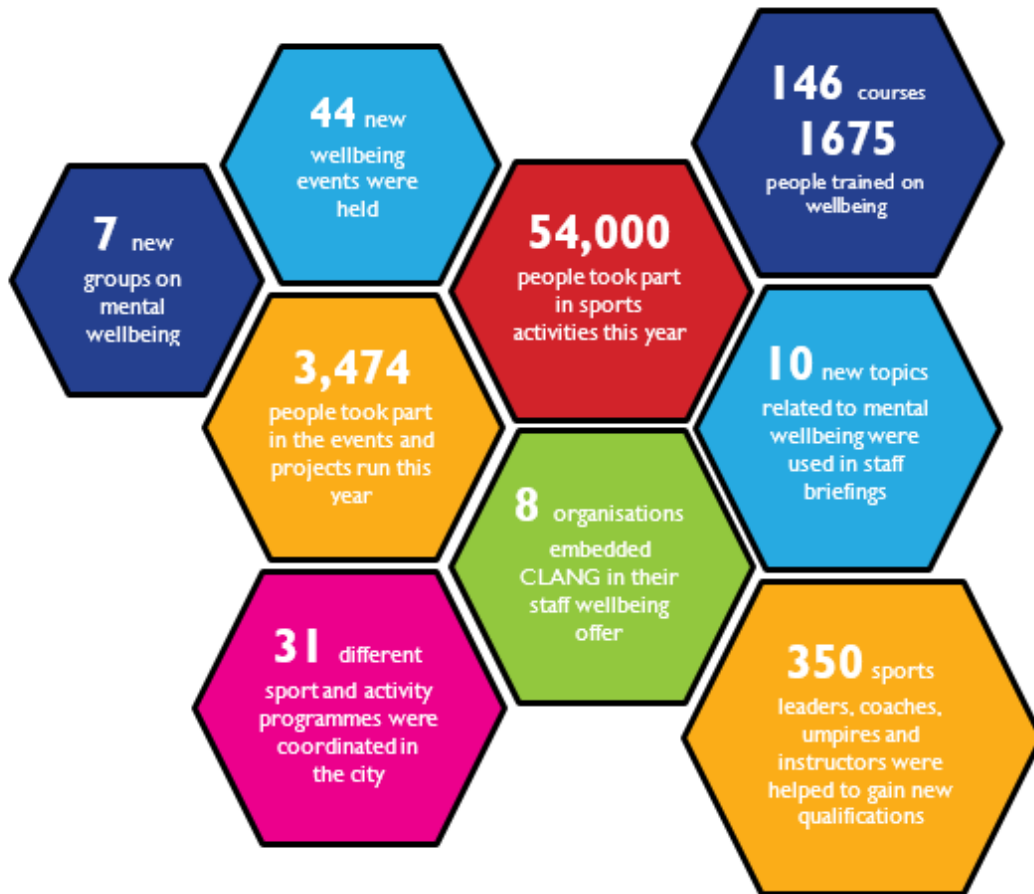 44 new
wellbeing
events were
held
146 courses
1675
people trained on
wellbeing
7 new
groups on
mental
wellbeing
54,000
people took part
in sports
activities this year
3,474
people took part
in the events and
projects run this
year
10 new topics
related to mental
wellbeing were
used in staff
briefings
8 organisations
embedded
CLANG in their
staff wellbeing
offer
31 different
sport and activity
programmes were
coordinated in
the city
350 sports
leaders, coaches,
umpires and
instructors were
helped to gain new
qualifications